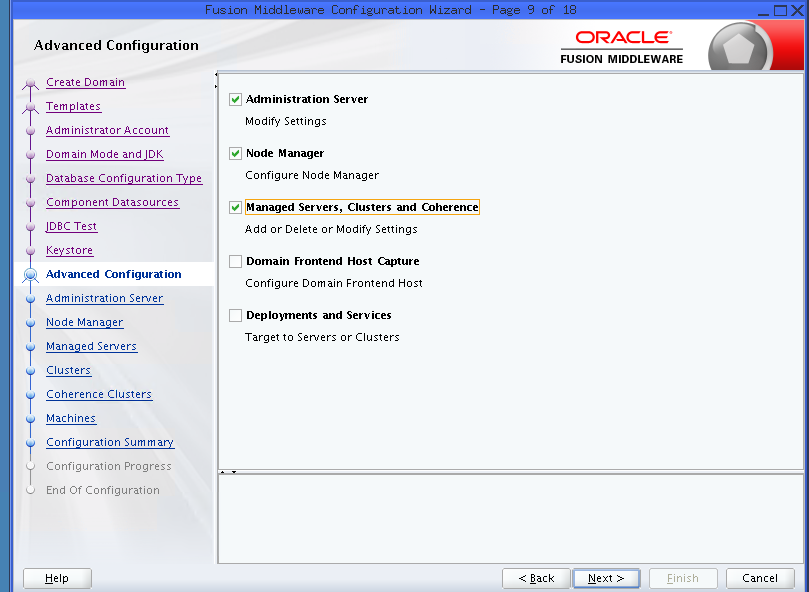 Fusion Middleware Configuration Wizard - Page 9 of 18
Advanced Configuration
ORACLE
FUSION MIDDLEWARE
Create Domain
Templates
Administrator Account
Domain Mode and JDK
Database Configuration Type
Component Datasources
JDBC Test
Keystore
Advanced Configuration
Administration Server
Node Manager
Managed Servers
Clusters
Coherence Clusters
Machines
Configuration Summary
Configuration Progress
End Of Configuration
Administration Server
Modify Settings
Node Manager
Configure Node Manager
Managed Servers, Clusters and Coherence
Add or Delete or Modify Settings
Domain Frontend Host Capture
Configure Domain Frontend Host
Deployments and Services
Target to Servers or Clusters
Help
< Back
Next >
Finish
Cancel